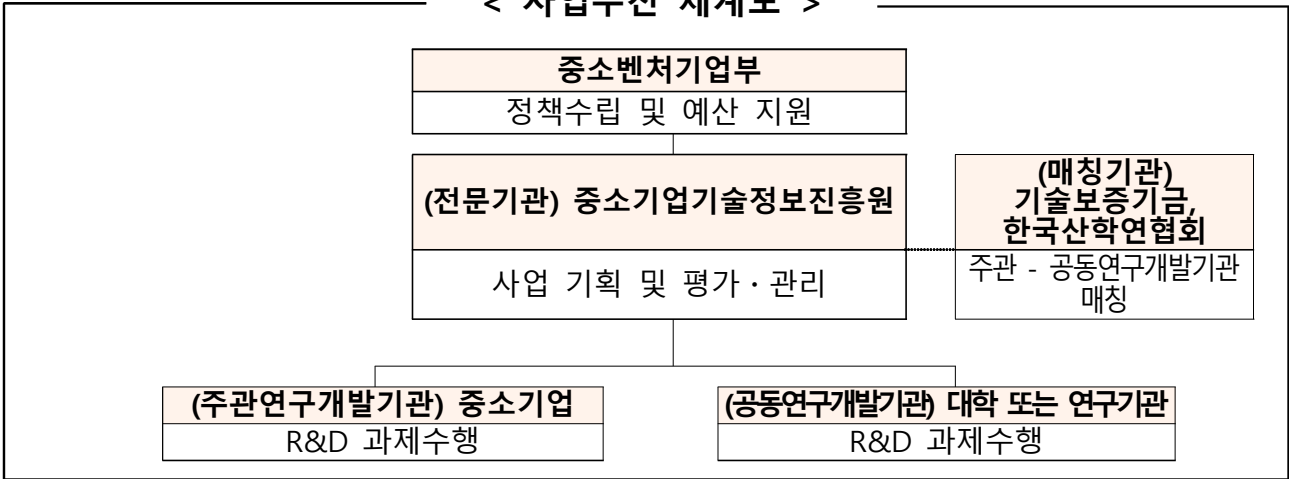 < 사업추진 체계도 >
중소벤처기업부
정책수립 및 예산 지원
(전문기관) 중소기업기술정보진흥원
사업 기획 및 평가·관리
(매칭기관)
기술보증기금,
한국산학연협회
주관 - 공동연구개발기관
매칭
(주관연구개발기관) 중소기업
R&D 과제수행
(공동연구개발기관) 대학 또는 연구기관
R&D 과제수행